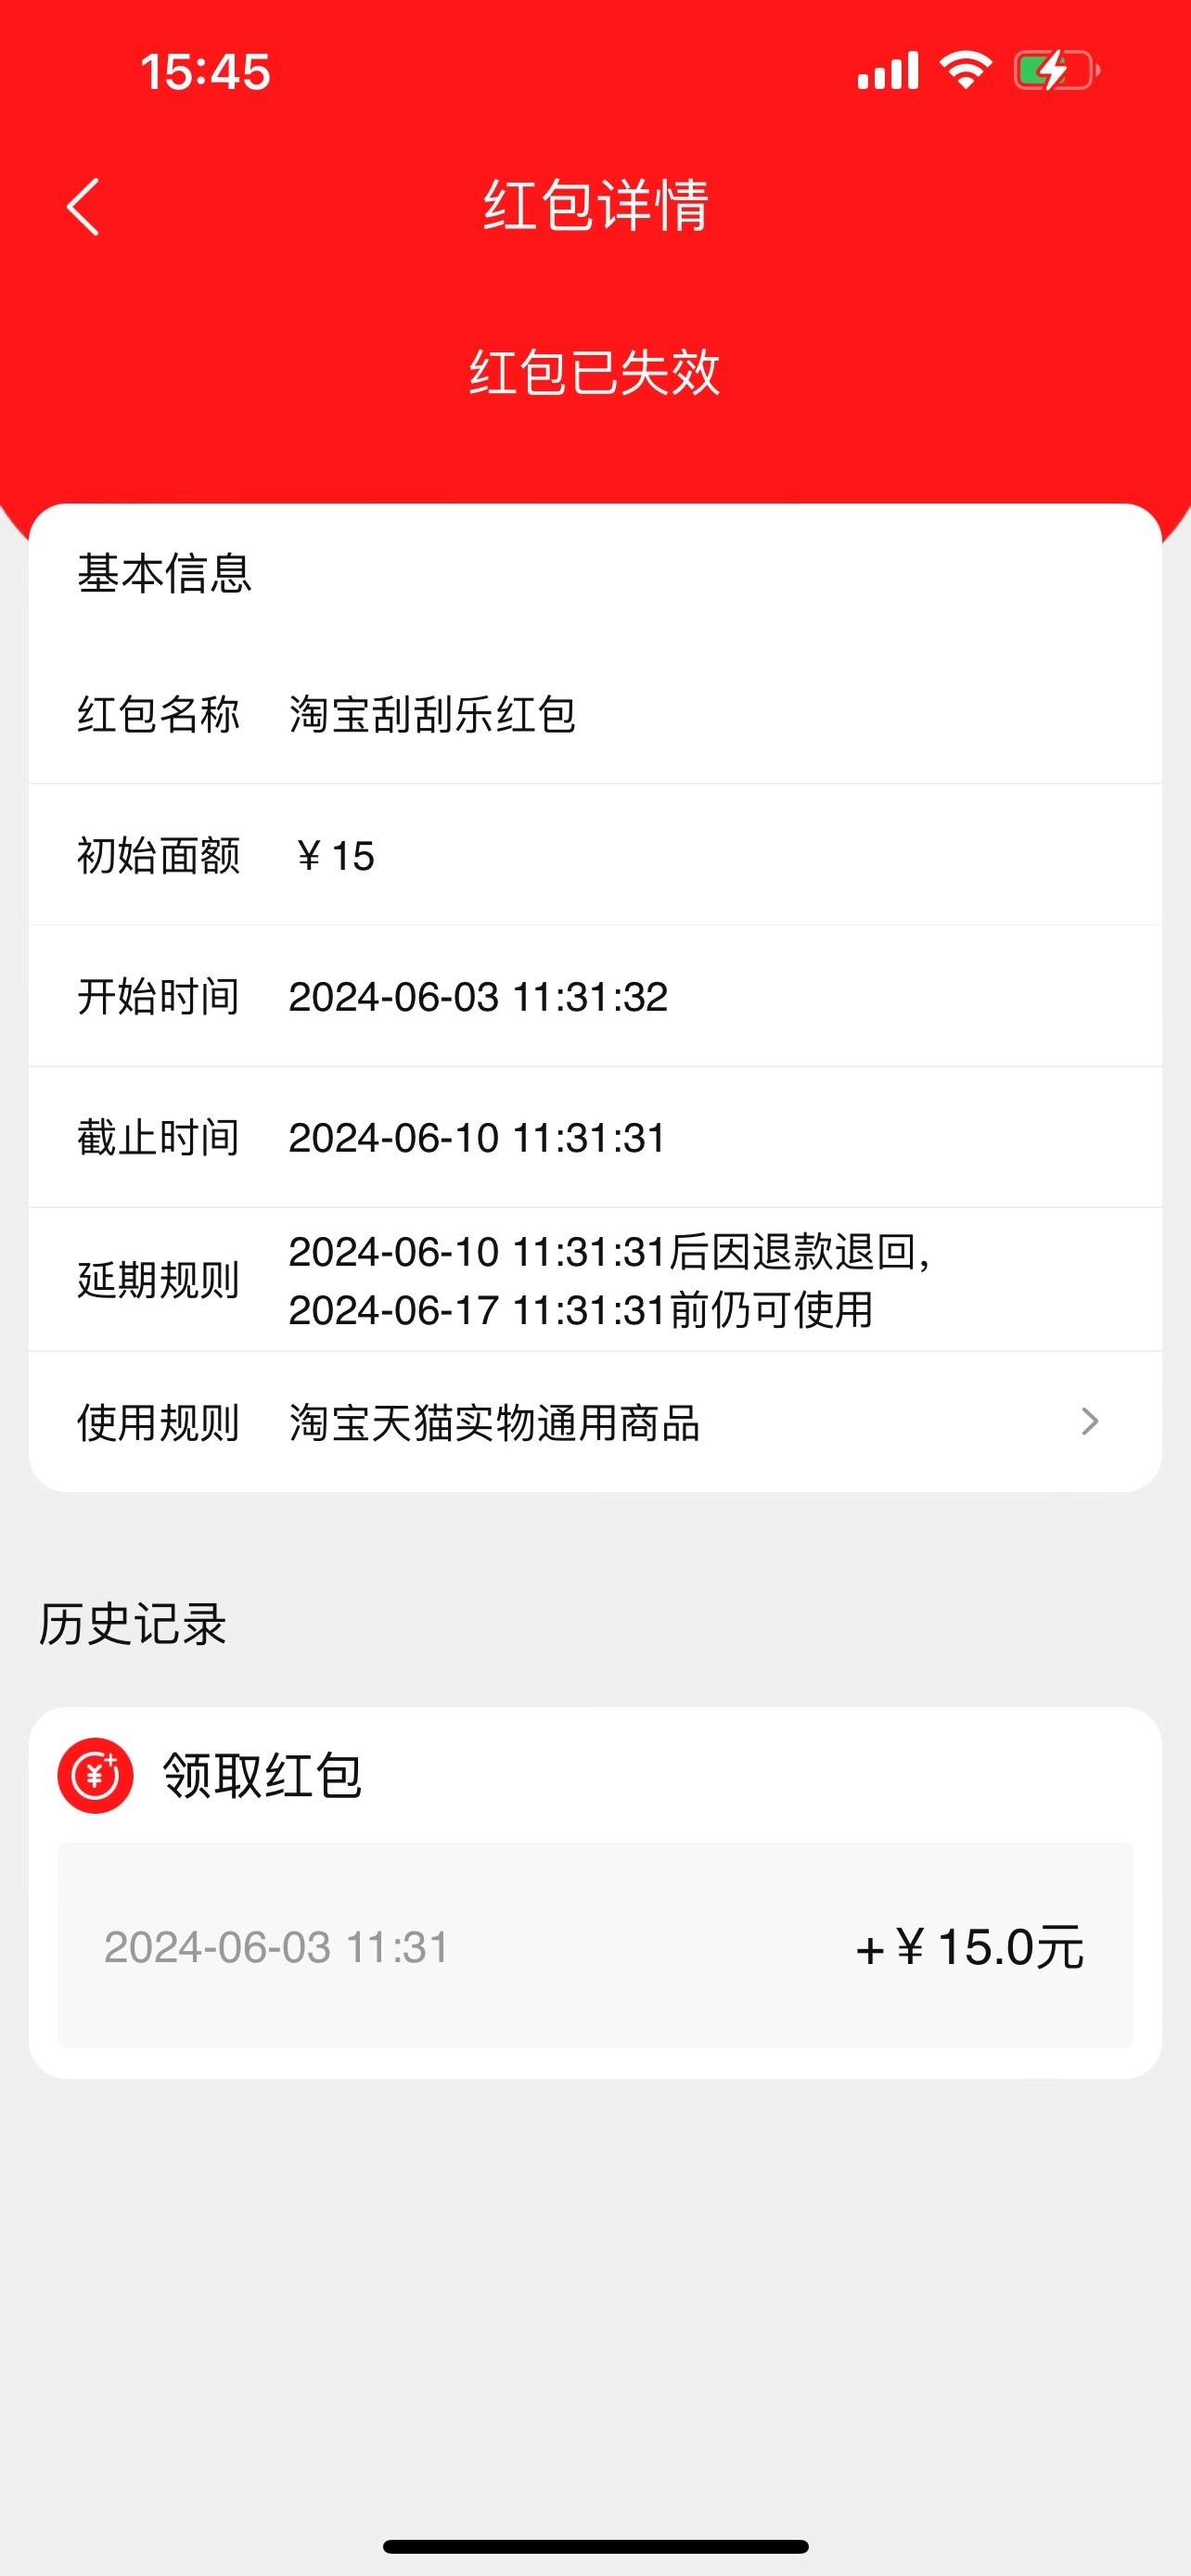 15:45
红包详情
红包已失效
基本信息
红包名称 淘宝刮刮乐红包
初始面额 ¥15
开始时间 2024-06-03 11:31:32
截止时间 2024-06-10 11:31:31
延期规则 2024-06-10 11:31:31后因退款退回,
2024-06-17 11:31:31前仍可使用
使用规则 淘宝天猫实物通用商品
历史记录
领取红包
2024-06-03 11:31 +¥15.0元